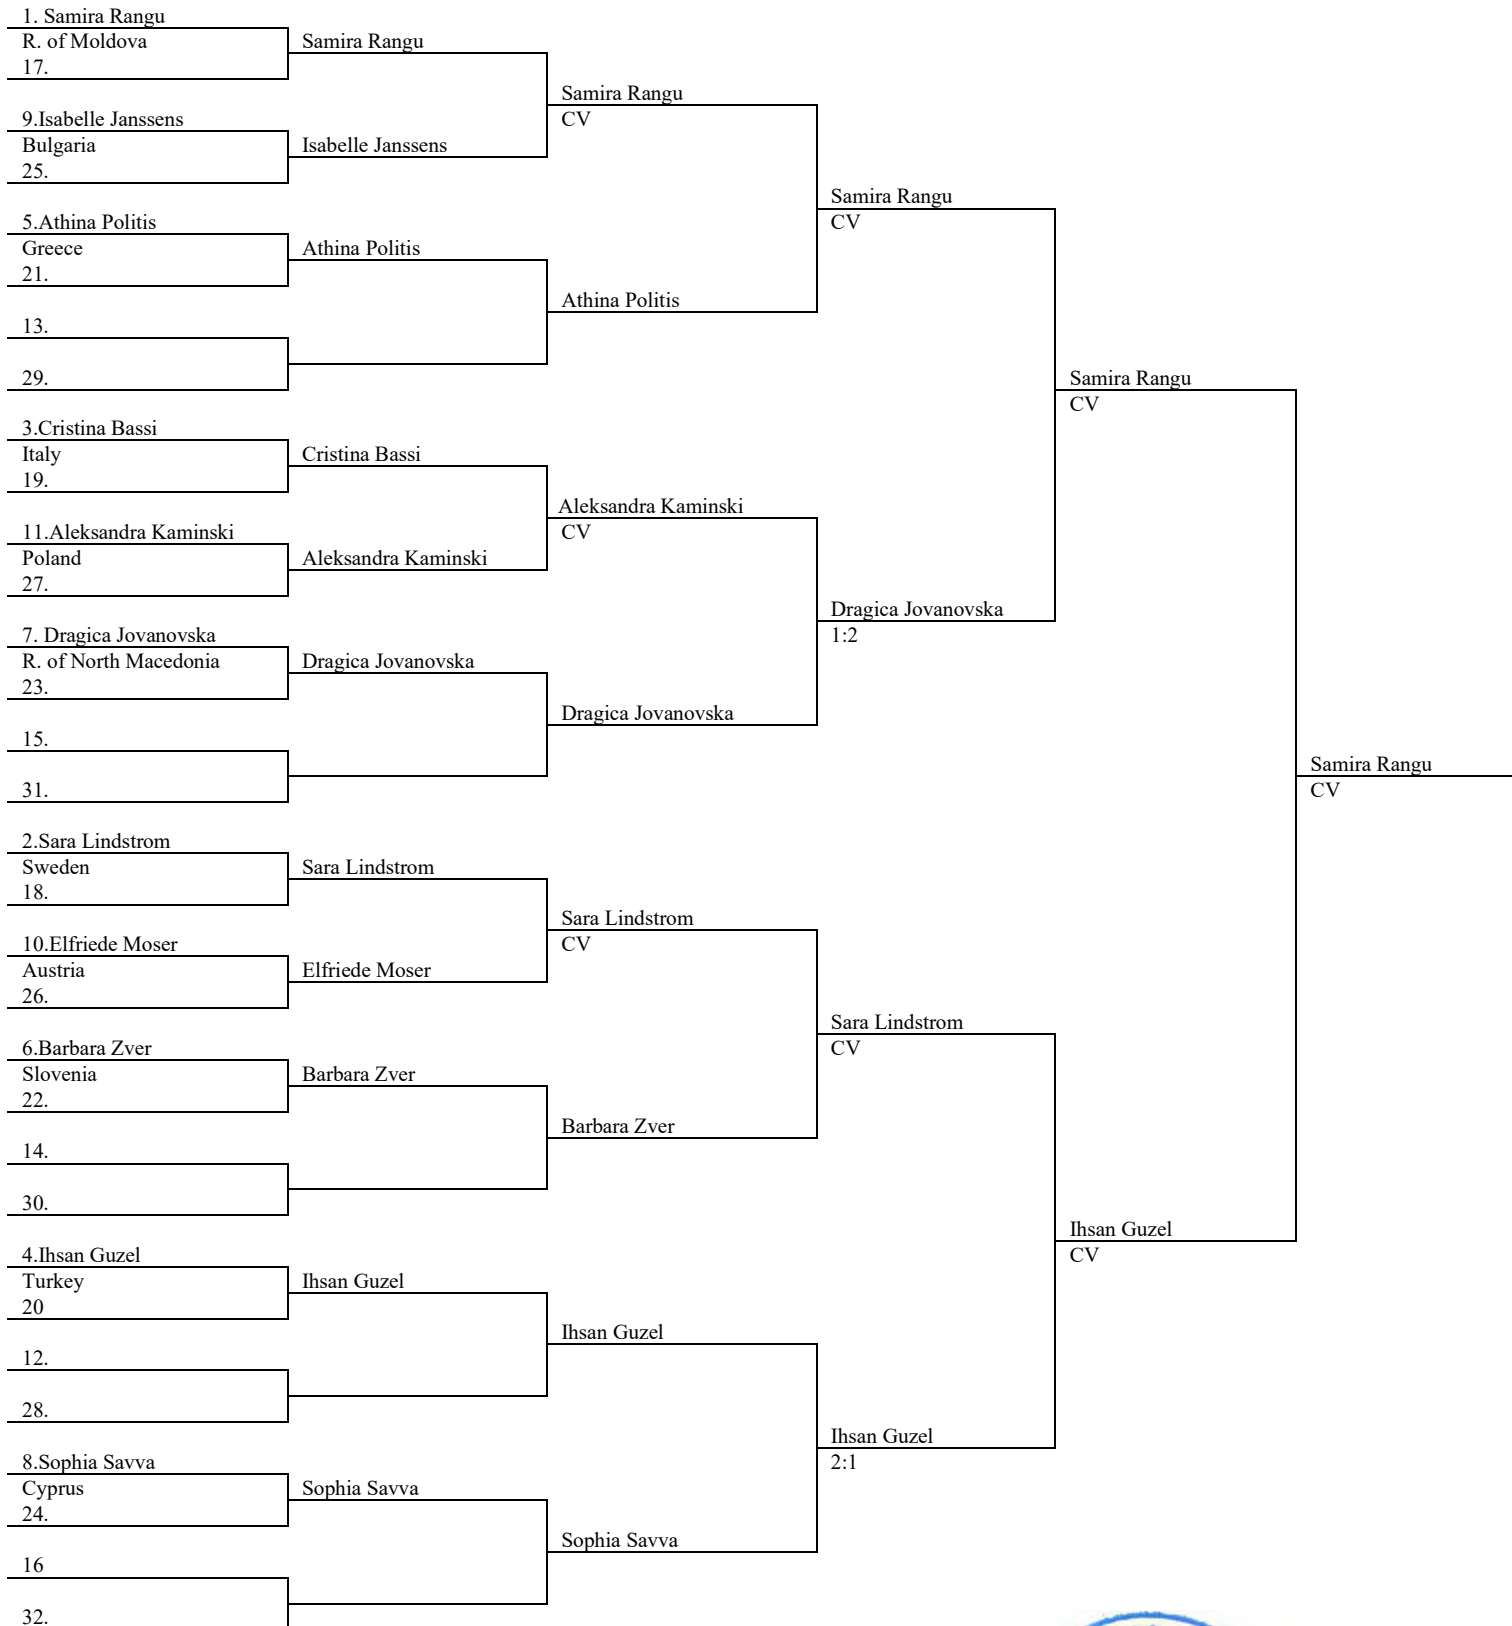 1. Samira Rangu
R. of Moldova
17.
9.Isabelle Janssens
Bulgaria
25.
5.Athina Politis
Greece
21.
13.
29.
3.Cristina Bassi
Italy
19.
11.Aleksandra Kaminski
Poland
27.
7. Dragica Jovanovska
R. of North Macedonia
23.
15.
31.
2.Sara Lindstrom
Sweden
18.
10.Elfriede Moser
Austria
26.
6.Barbara Zver
Slovenia
22.
14.
30.
4.Ihsan Guzel
Turkey
20
12.
28.
8.Sophia Savva
Cyprus
24.
16
32.
Samira Rangu
Isabelle Janssens
Athina Politis
Cristina Bassi
Aleksandra Kaminski
Dragica Jovanovska
Sara Lindstrom
Elfriede Moser
Barbara Zver
Ihsan Guzel
Sophia Savva
Samira Rangu
CV
Athina Politis
Aleksandra Kaminski
CV
Dragica Jovanovska
Sara Lindstrom
CV
Barbara Zver
Ihsan Guzel
Sophia Savva
Samira Rangu
CV
Dragica Jovanovska
1:2
Sara Lindstrom
CV
Ihsan Guzel
2:1
Samira Rangu
CV
Ihsan Guzel
CV
Samira Rangu
CV